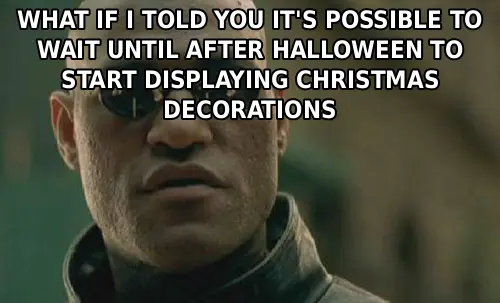 WHAT IF I TOLD YOU IT'S POSSIBLE TO
WAIT UNTIL AFTER HALLOWEEN TO
START DISPLAYING CHRISTMAS
DECORATIONS